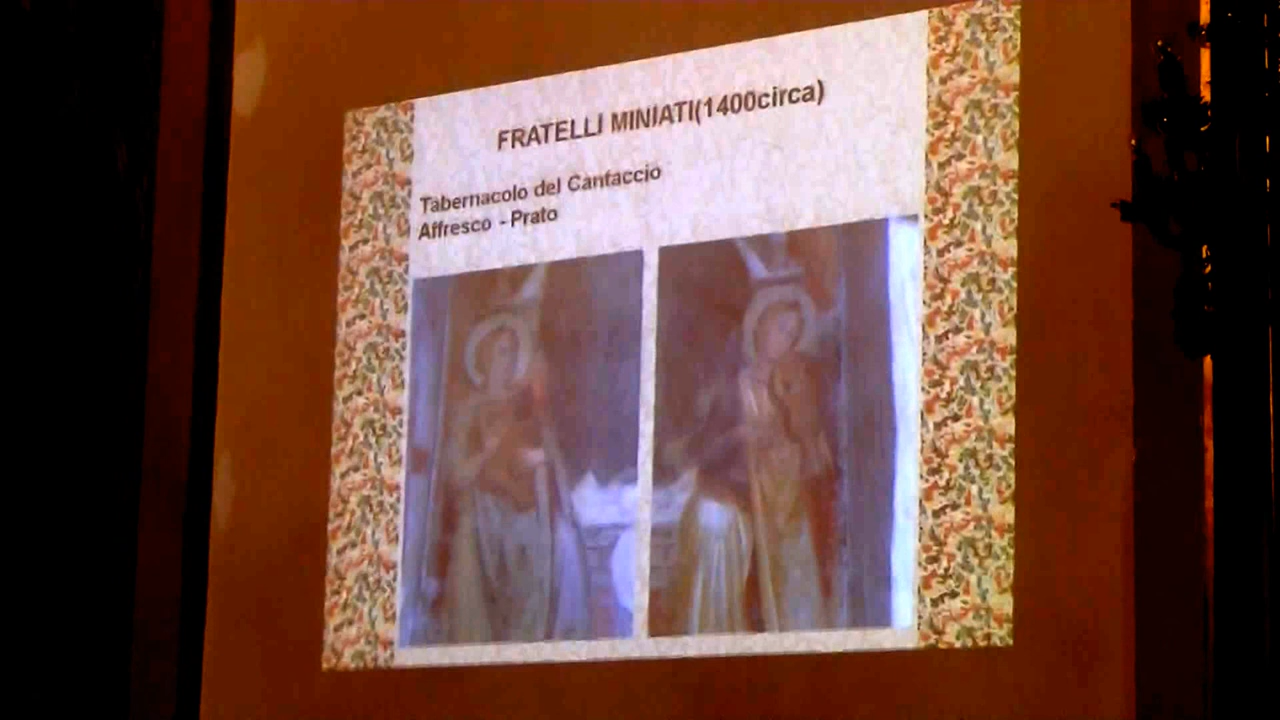 FRATELLI MINIATI(1400circa)
Tabernacolo del Cantaccio
Affresco - Prato